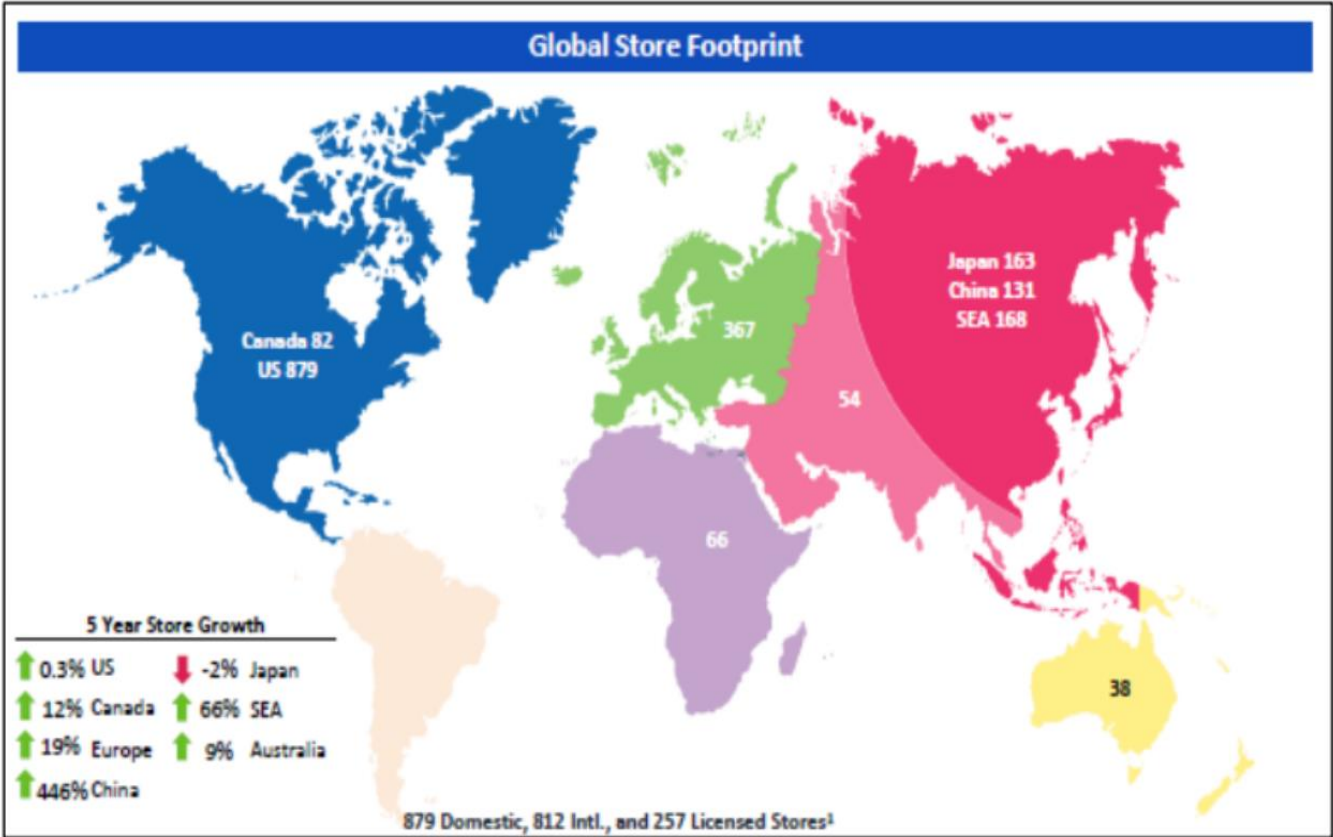 Global Store Footprint
Canada 82
US 879
367
Japan 163
China 131
SEA 168
54
66
38
5 Year Store Growth
0.3% US
-2% Japan
12% Canada
66% SEA
19% Europe
9% Australia
446% China
879 Domestic, 812 Intl., and 257 Licensed Stores¹